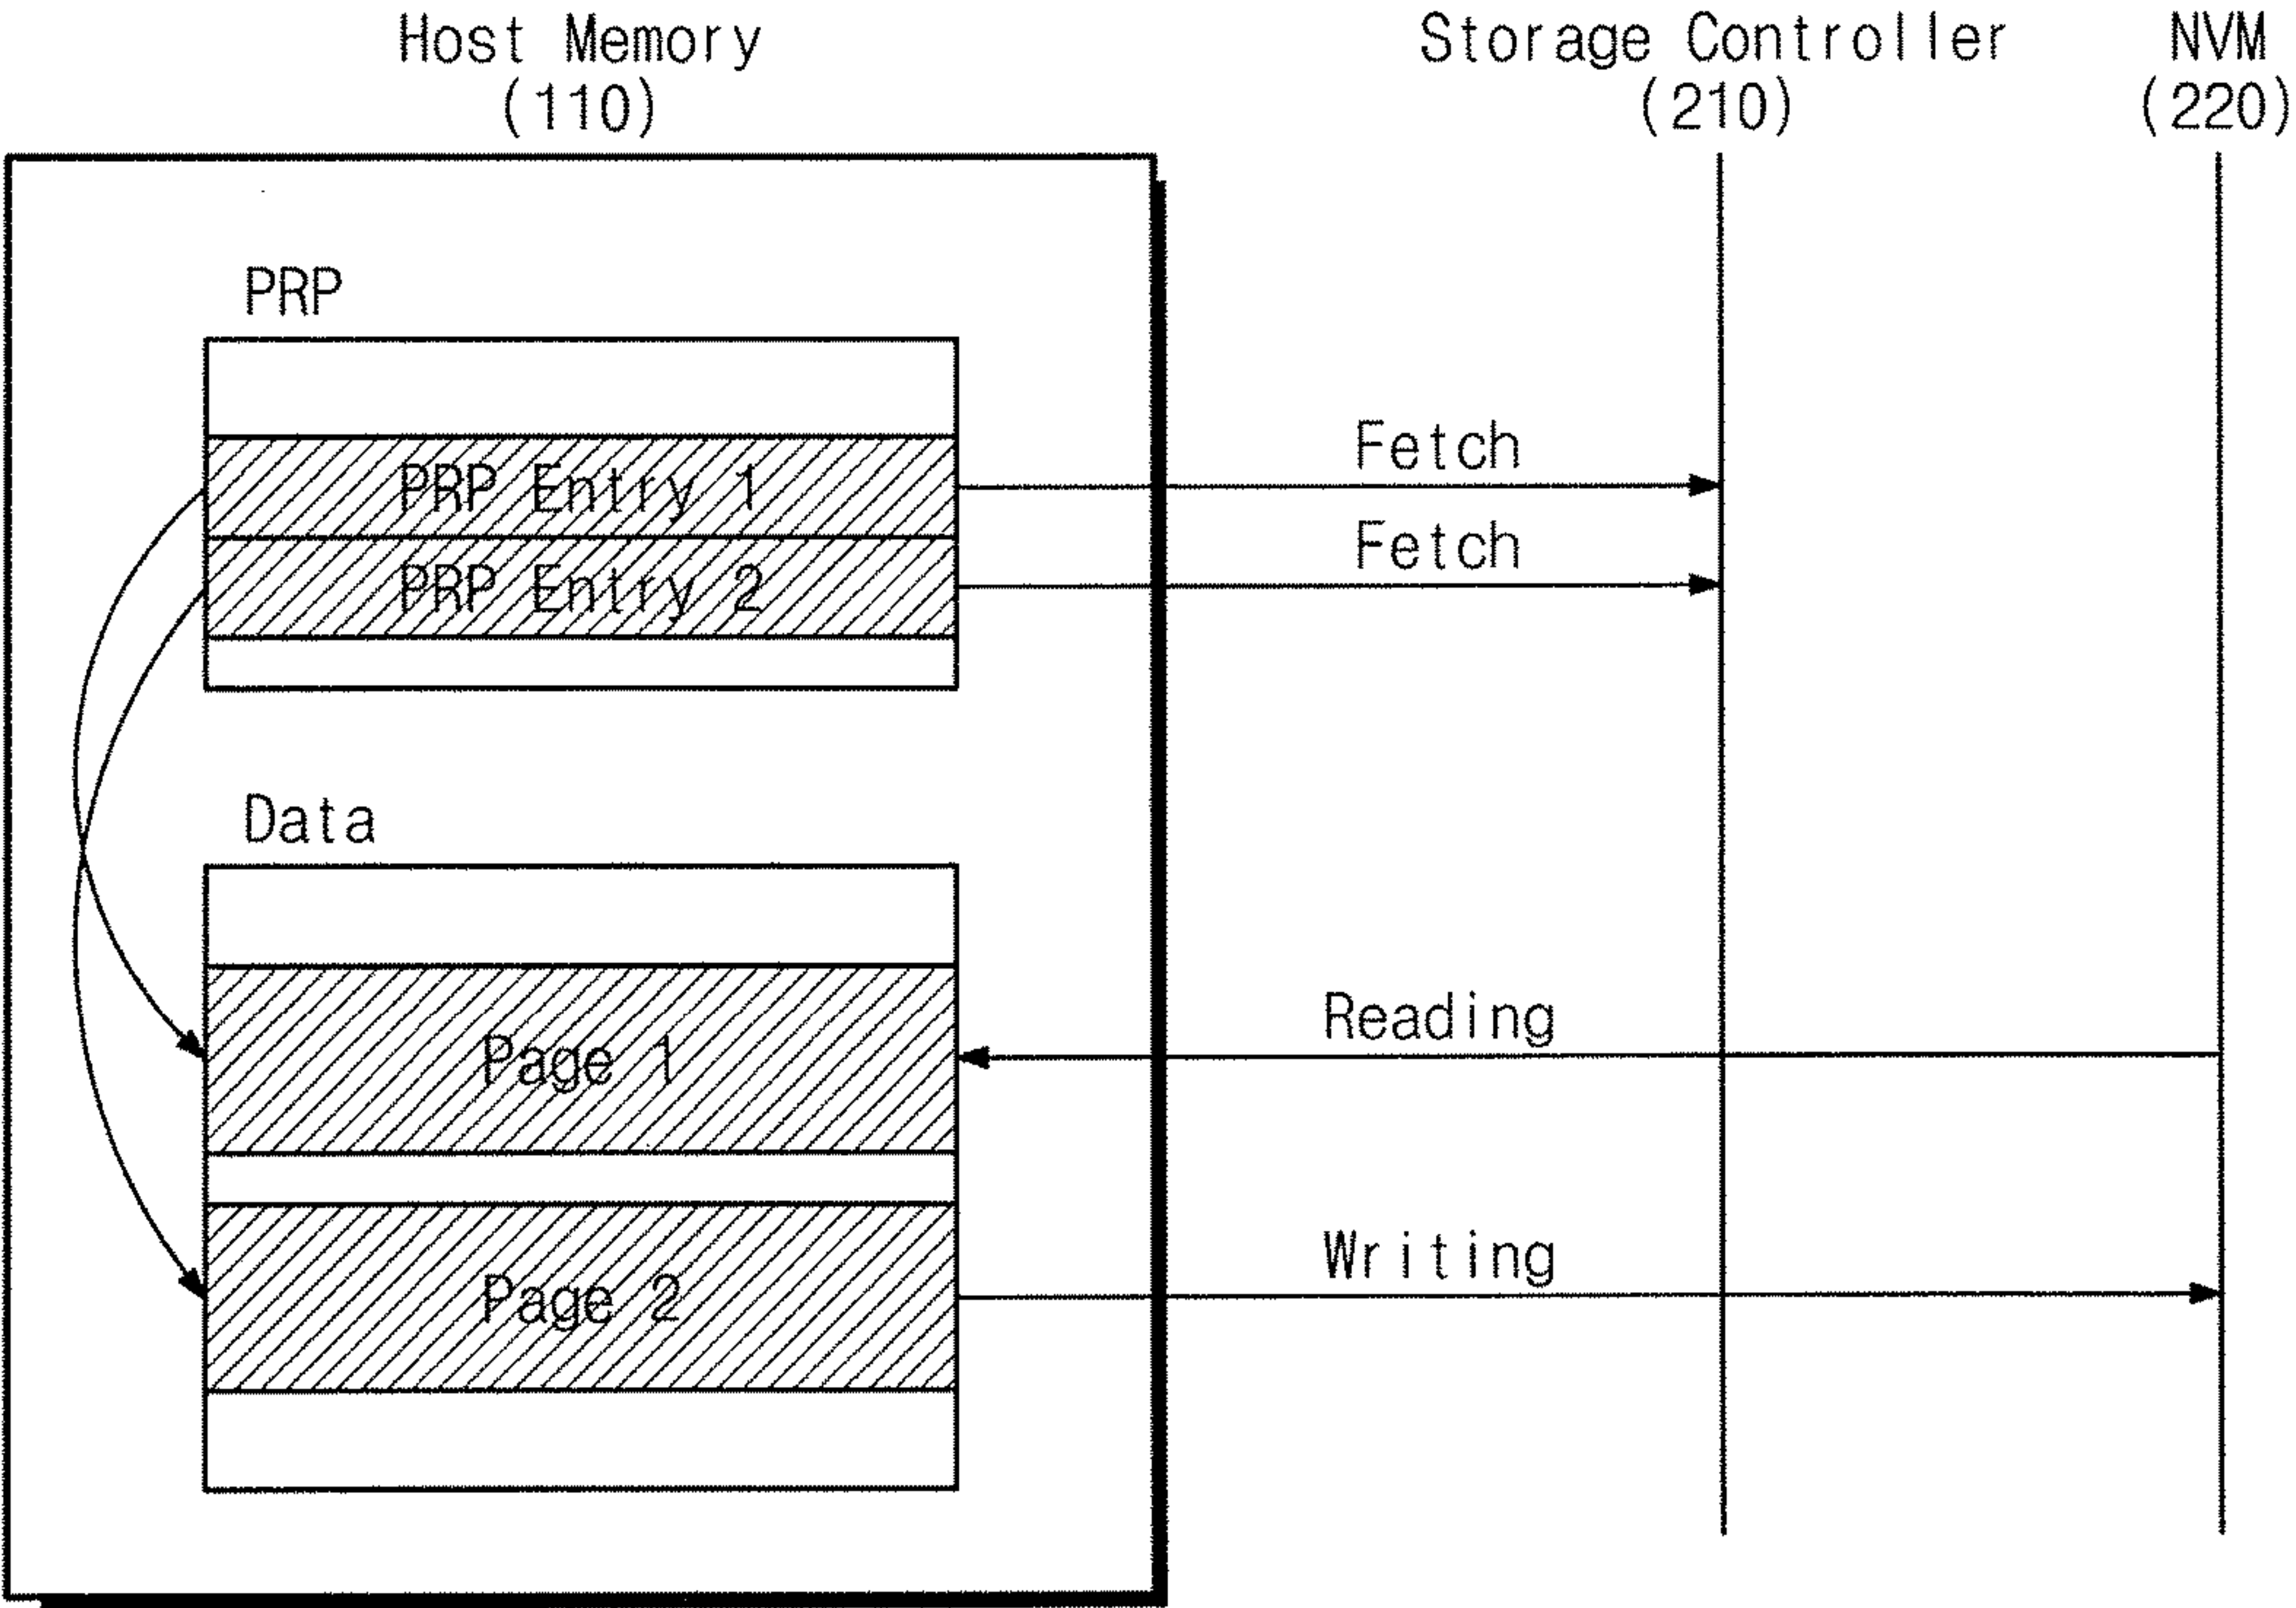 Host Memory
(110)
Storage Controller
(210)
NVM
(220)
PRP
PRP Entry 1
Fetch
PRP Entry 2
Fetch
Data
Page 1
Reading
Page 2
Writing